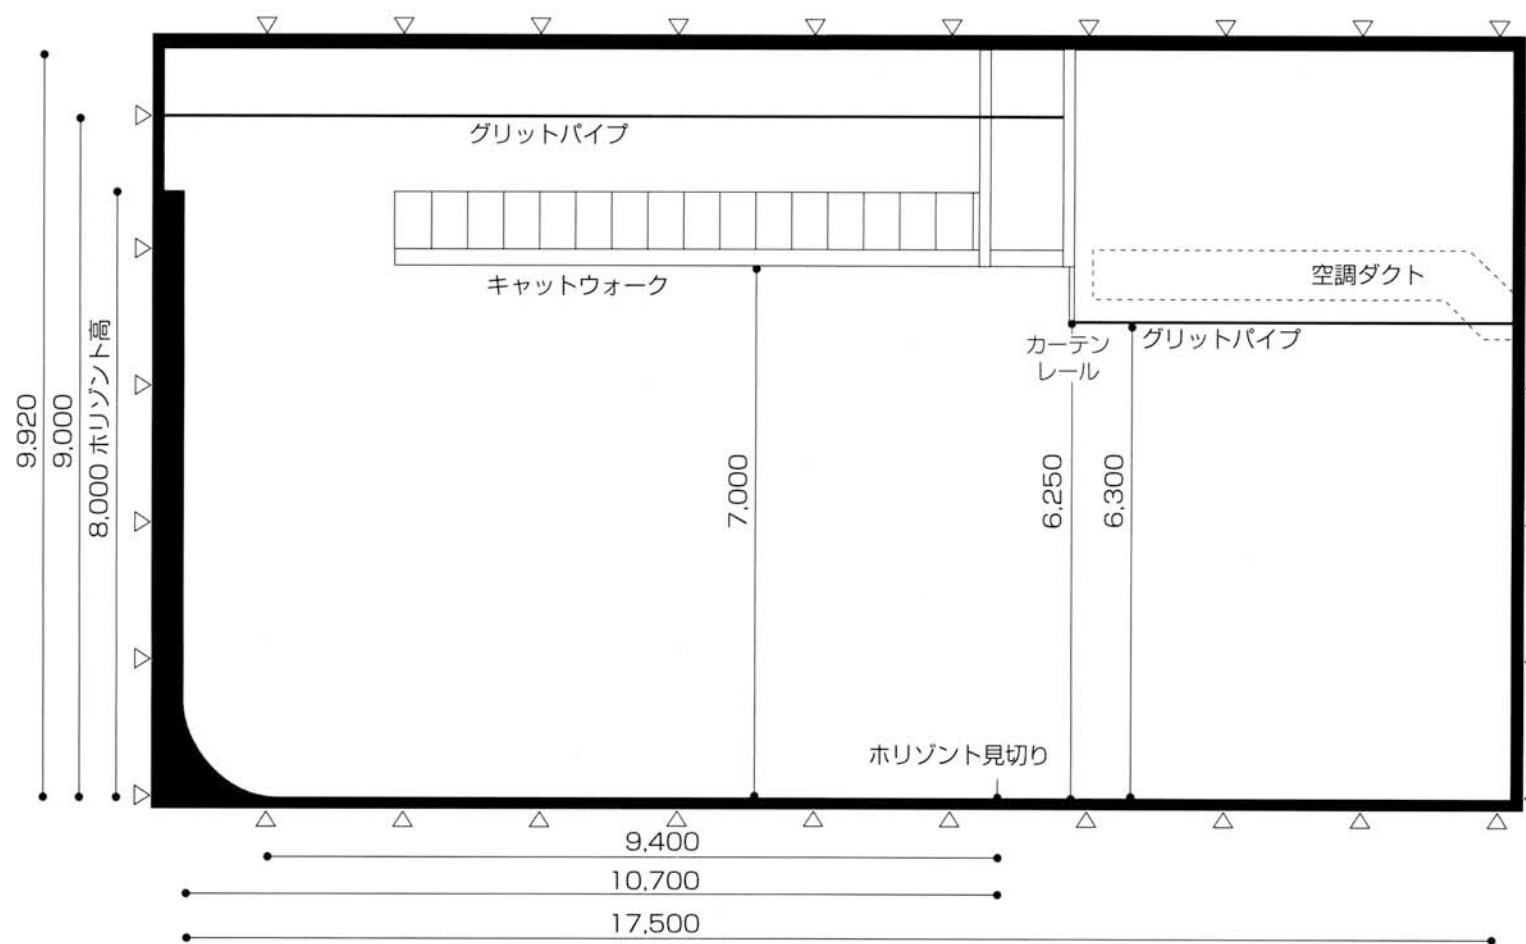 グリットパイプ
キャットウォーク
空調ダクト
グリットパイプ
カーテン
レール
9,920
9,000
8,000 ホリゾント高
7,000
6,250
6,300
ホリゾント見切り
9,400
10,700
17,500